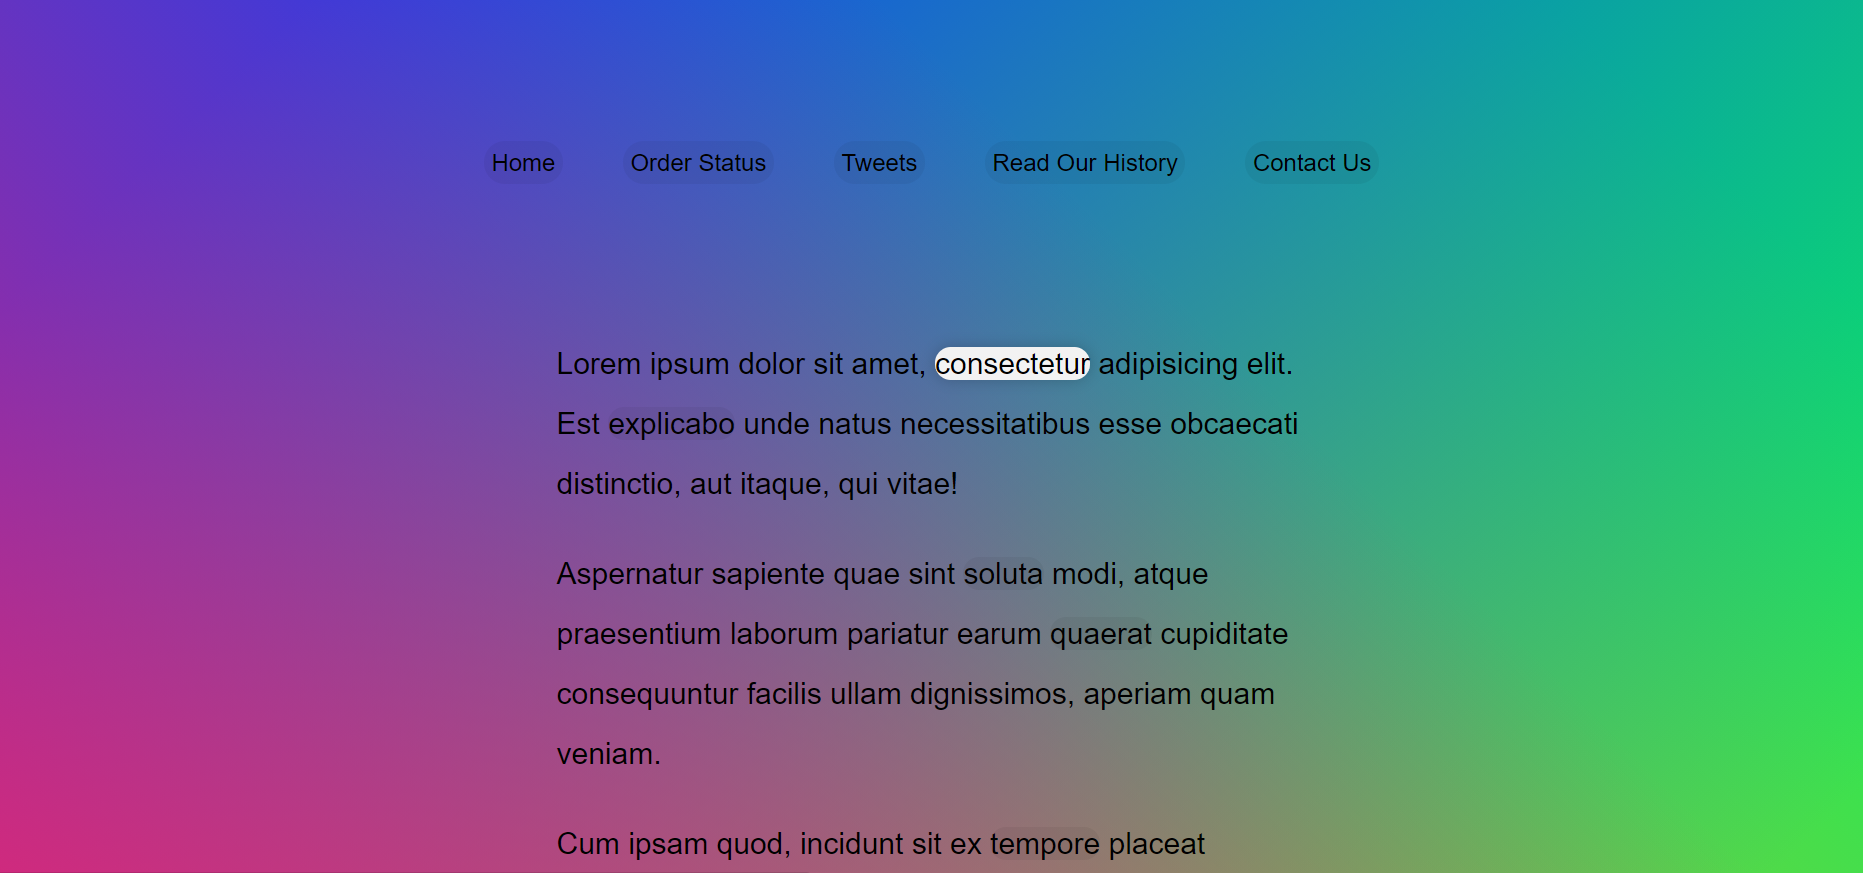 Home Order Status Tweets Read Our History Contact Us
Lorem ipsum dolor sit amet, consectetur adipisicing elit.
Est explicabo unde natus necessitatibus esse obcaecati
distinctio, aut itaque, qui vitae!
Aspernatur sapiente quae sint soluta modi, atque
praesentium laborum pariatur earum quaerat cupiditate
consequuntur facilis ullam dignissimos, aperiam quam
veniam.
Cum ipsam quod, incidunt sit ex tempore placeat